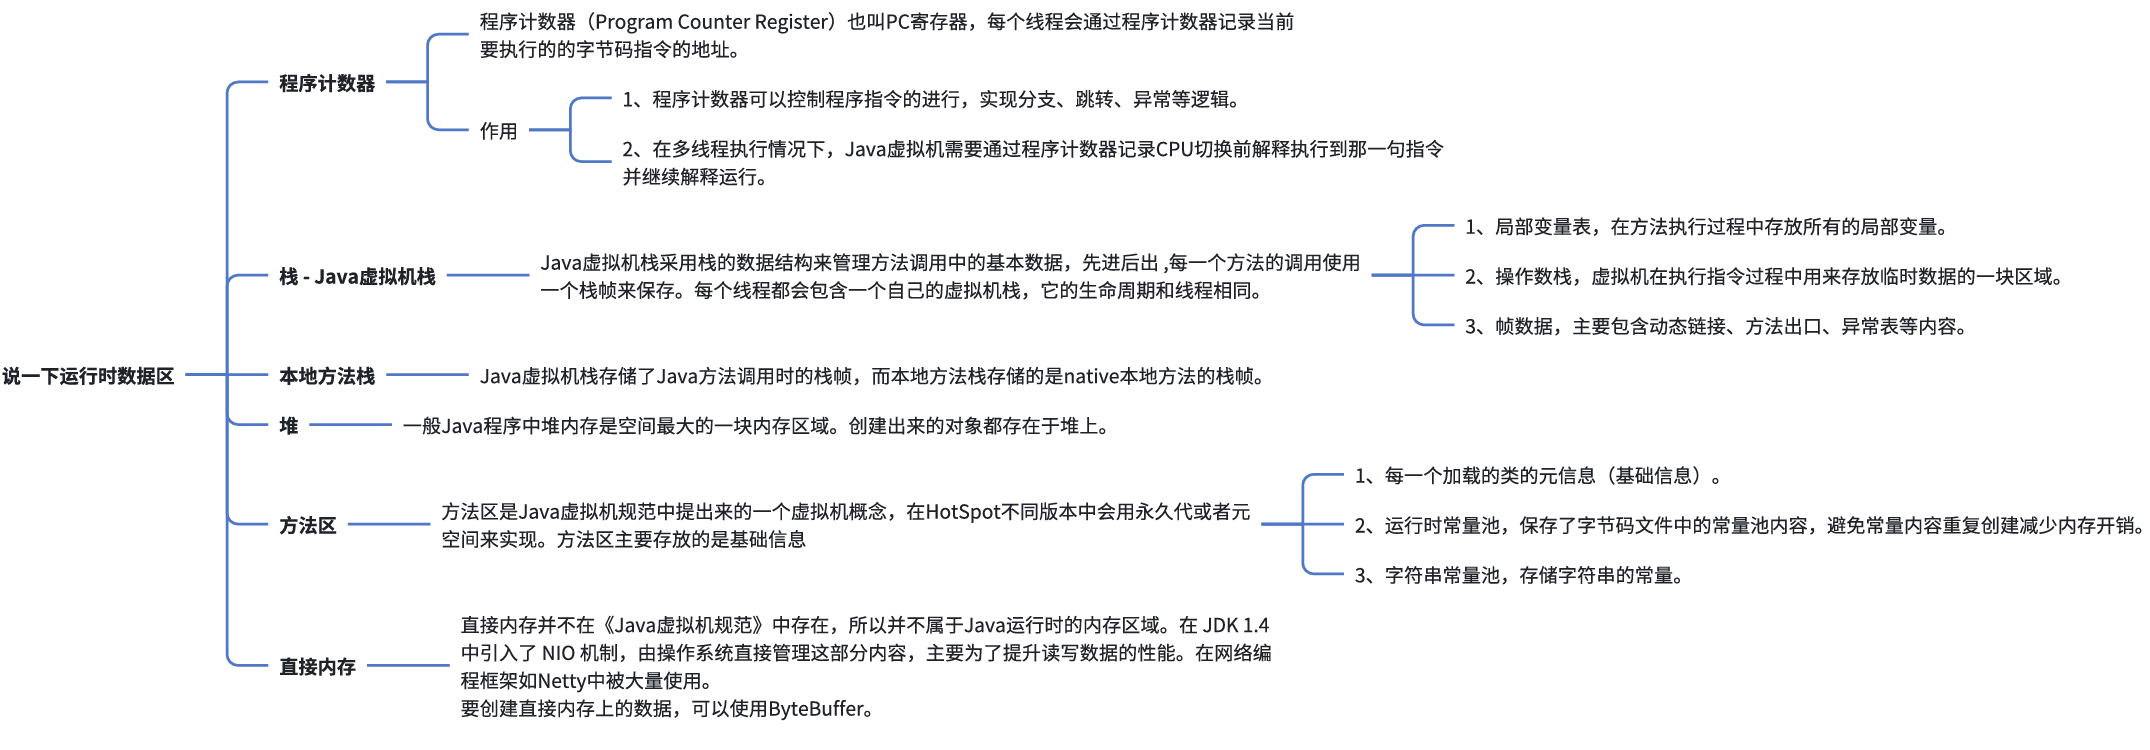 说一下运行时数据区
程序计数器
程序计数器（Program Counter Register）也叫PC寄存器，每个线程会通过程序计数器记录当前
要执行的的字节码指令的地址。
作用
1、程序计数器可以控制程序指令的进行，实现分支、跳转、异常等逻辑。
2、在多线程执行情况下，Java虚拟机需要通过程序计数器记录CPU切换前解释执行到那一句指令
并继续解释运行。
栈 - Java虚拟机栈
Java虚拟机栈采用栈的数据结构来管理方法调用中的基本数据，先进后出 ,每一个方法的调用使用
一个栈帧来保存。每个线程都会包含一个自己的虚拟机栈，它的生命周期和线程相同。
1、局部变量表，在方法执行过程中存放所有的局部变量。
2、操作数栈，虚拟机在执行指令过程中用来存放临时数据的一块区域。
3、帧数据，主要包含动态链接、方法出口、异常表等内容。
本地方法栈
Java虚拟机栈存储了Java方法调用时的栈帧，而本地方法栈存储的是native本地方法的栈帧。
堆
一般Java程序中堆内存是空间最大的一块内存区域。创建出来的对象都存在于堆上。
方法区
方法区是Java虚拟机规范中提出来的一个虚拟机概念，在HotSpot不同版本中会用永久代或者元
空间来实现。方法区主要存放的是基础信息
1、每一个加载的类的元信息（基础信息）。
2、运行时常量池，保存了字节码文件中的常量池内容，避免常量内容重复创建减少内存开销。
3、字符串常量池，存储字符串的常量。
直接内存
直接内存并不在《Java虚拟机规范》中存在，所以并不属于Java运行时的内存区域。在 JDK 1.4
中引入了 NIO 机制，由操作系统直接管理这部分内容，主要为了提升读写数据的性能。在网络编
程框架如Netty中被大量使用。
要创建直接内存上的数据，可以使用ByteBuffer。